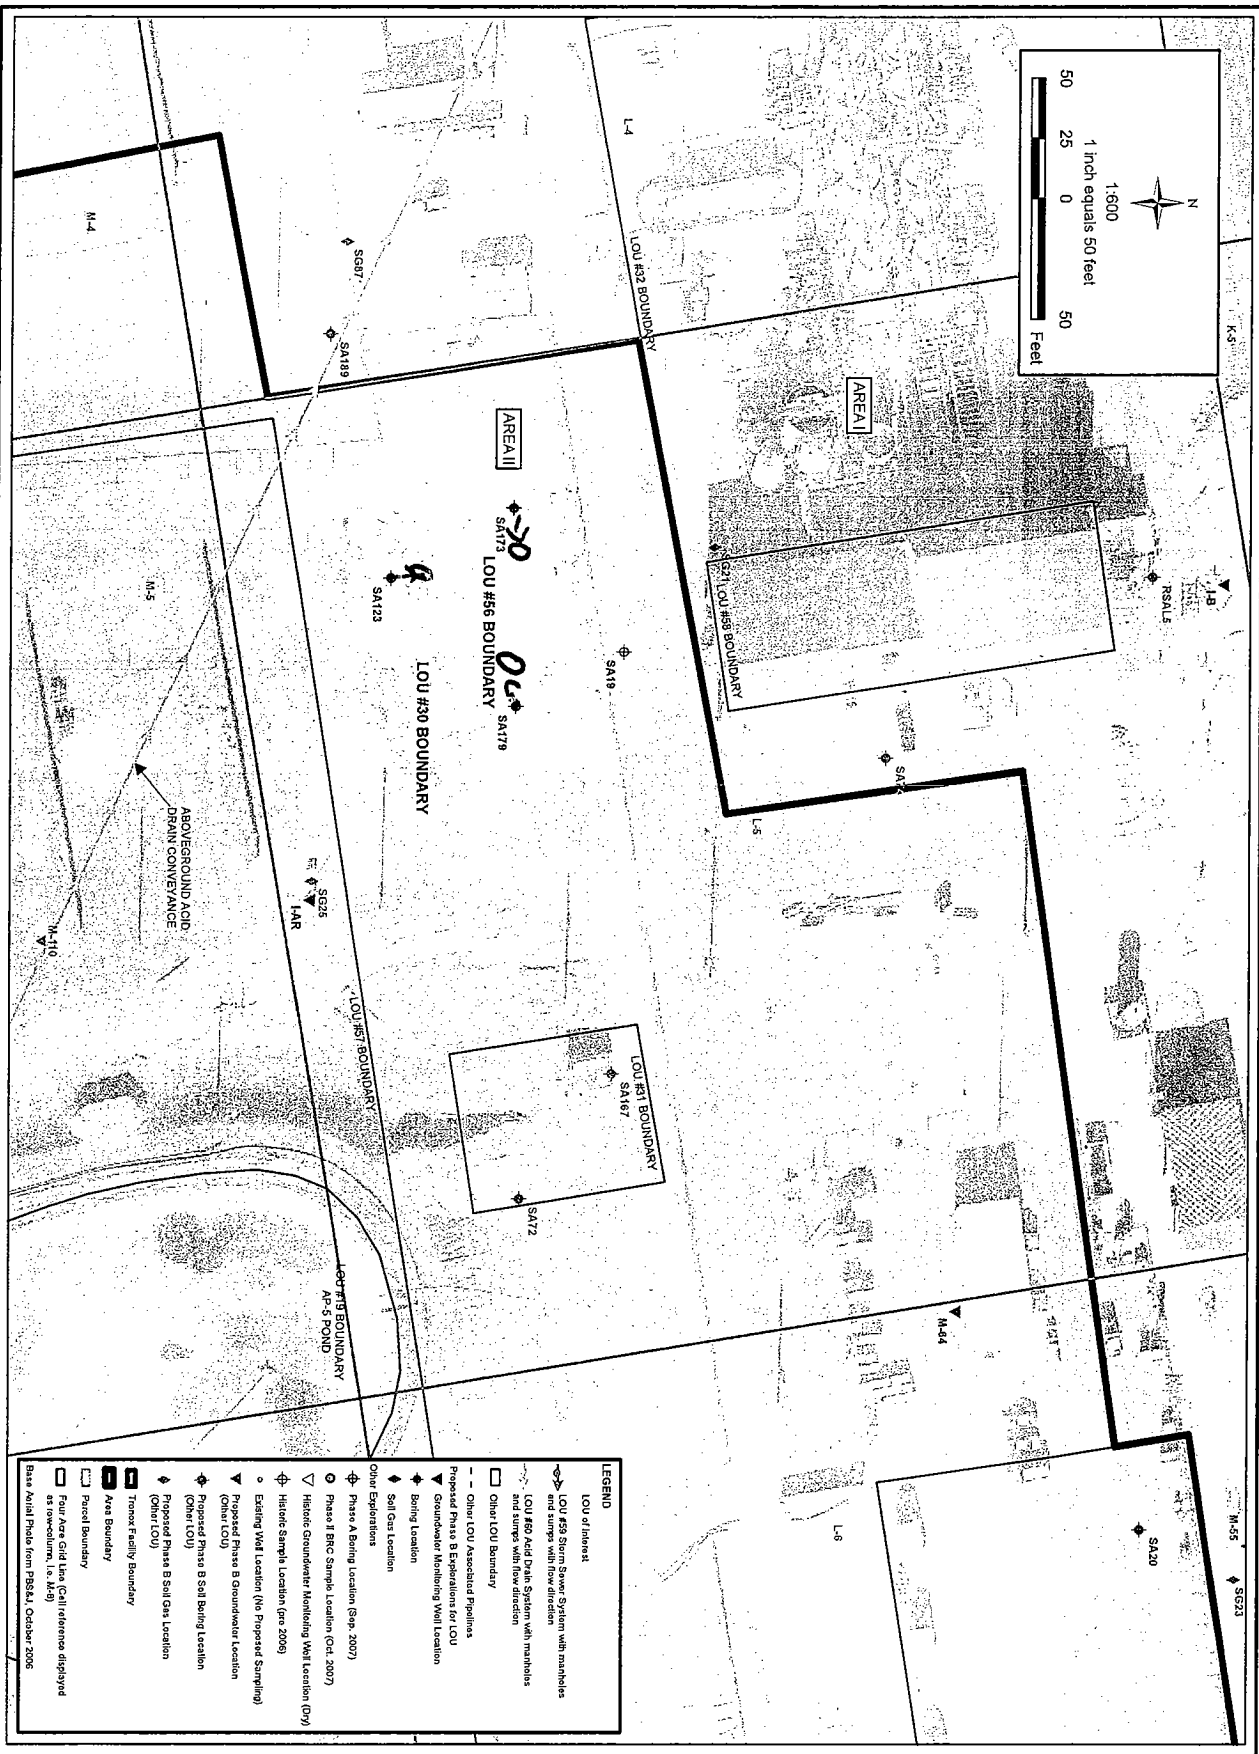 K-5
N
1:600
1 inch equals 50 feet
50 25 0 50
Feet
L-4
LOU #32 BOUNDARY
AREA I
I-B
RSAL5
LOU #58 BOUNDARY
SG87
SA189
M-4
AREA II
SA173
LOU #56 BOUNDARY
SA123
SA179
SA19
LOU #30 BOUNDARY
L-5
M-5
ABOVEGROUND ACID
DRAIN CONVEYANCE
SG25
I-AR
M-110
LOU #57 BOUNDARY
LOU #31 BOUNDARY
SA167
SA72
LOU #19 BOUNDARY
AP-5 POND
M-64
L-6
SA20
M-55
SG23
LEGEND
LOU of Interest
LOU #59 Storm Sewer System with manholes
and sumps with flow direction
LOU #60 Acid Drain System with manholes
and sumps with flow direction
Other LOU Boundary
Other LOU Associated Pipelines
Proposed Phase B Explorations for LOU
Groundwater Monitoring Well Location
Boring Location
Soil Gas Location
Other Explorations
Phase A Boring Location (Sep. 2007)
Phase II BRC Sample Location (Oct. 2007)
Historic Groundwater Monitoring Well Location (Dry)
Historic Sample Location (pre 2006)
Existing Well Location (No Proposed Sampling)
Proposed Phase B Groundwater Location
(Other LOU)
Proposed Phase B Soil Boring Location
(Other LOU)
Proposed Phase B Soil Gas Location
(Other LOU)
Tronox Facility Boundary
Area Boundary
Parcel Boundary
Four Acre Grid Line (Cell reference displayed
as row-column, i.e. M-8)
Base Aerial Photo from PBS&J, October 2006